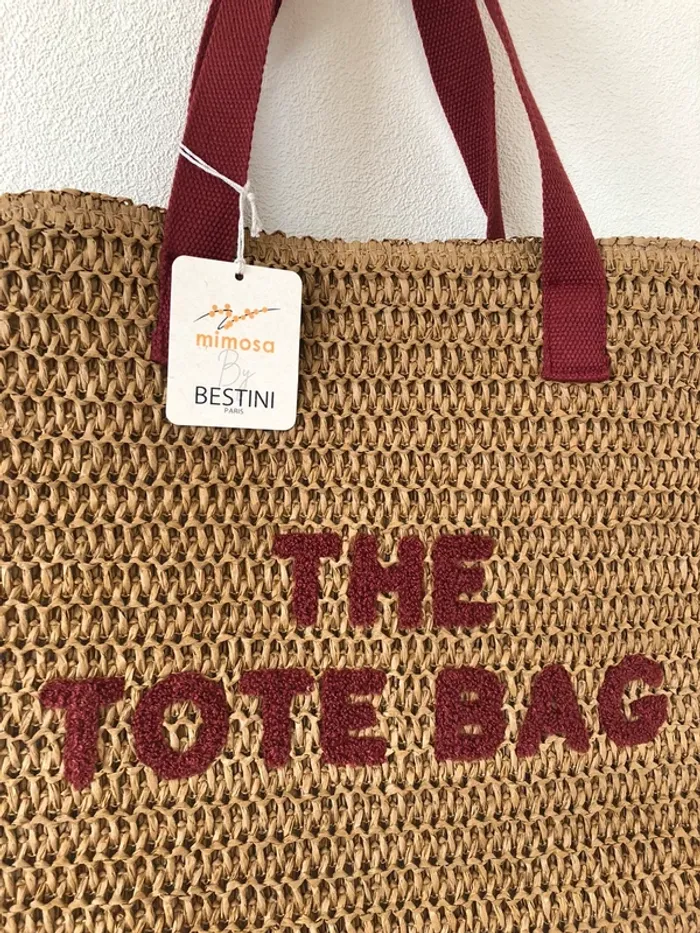 mimosa
By
BESTINI
PARIS
THE
TOTE BAG